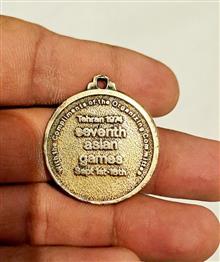 With the Compliments of the Organizing Committee
Tehran 1974
seventh
asian
games
Sept 1st-16th